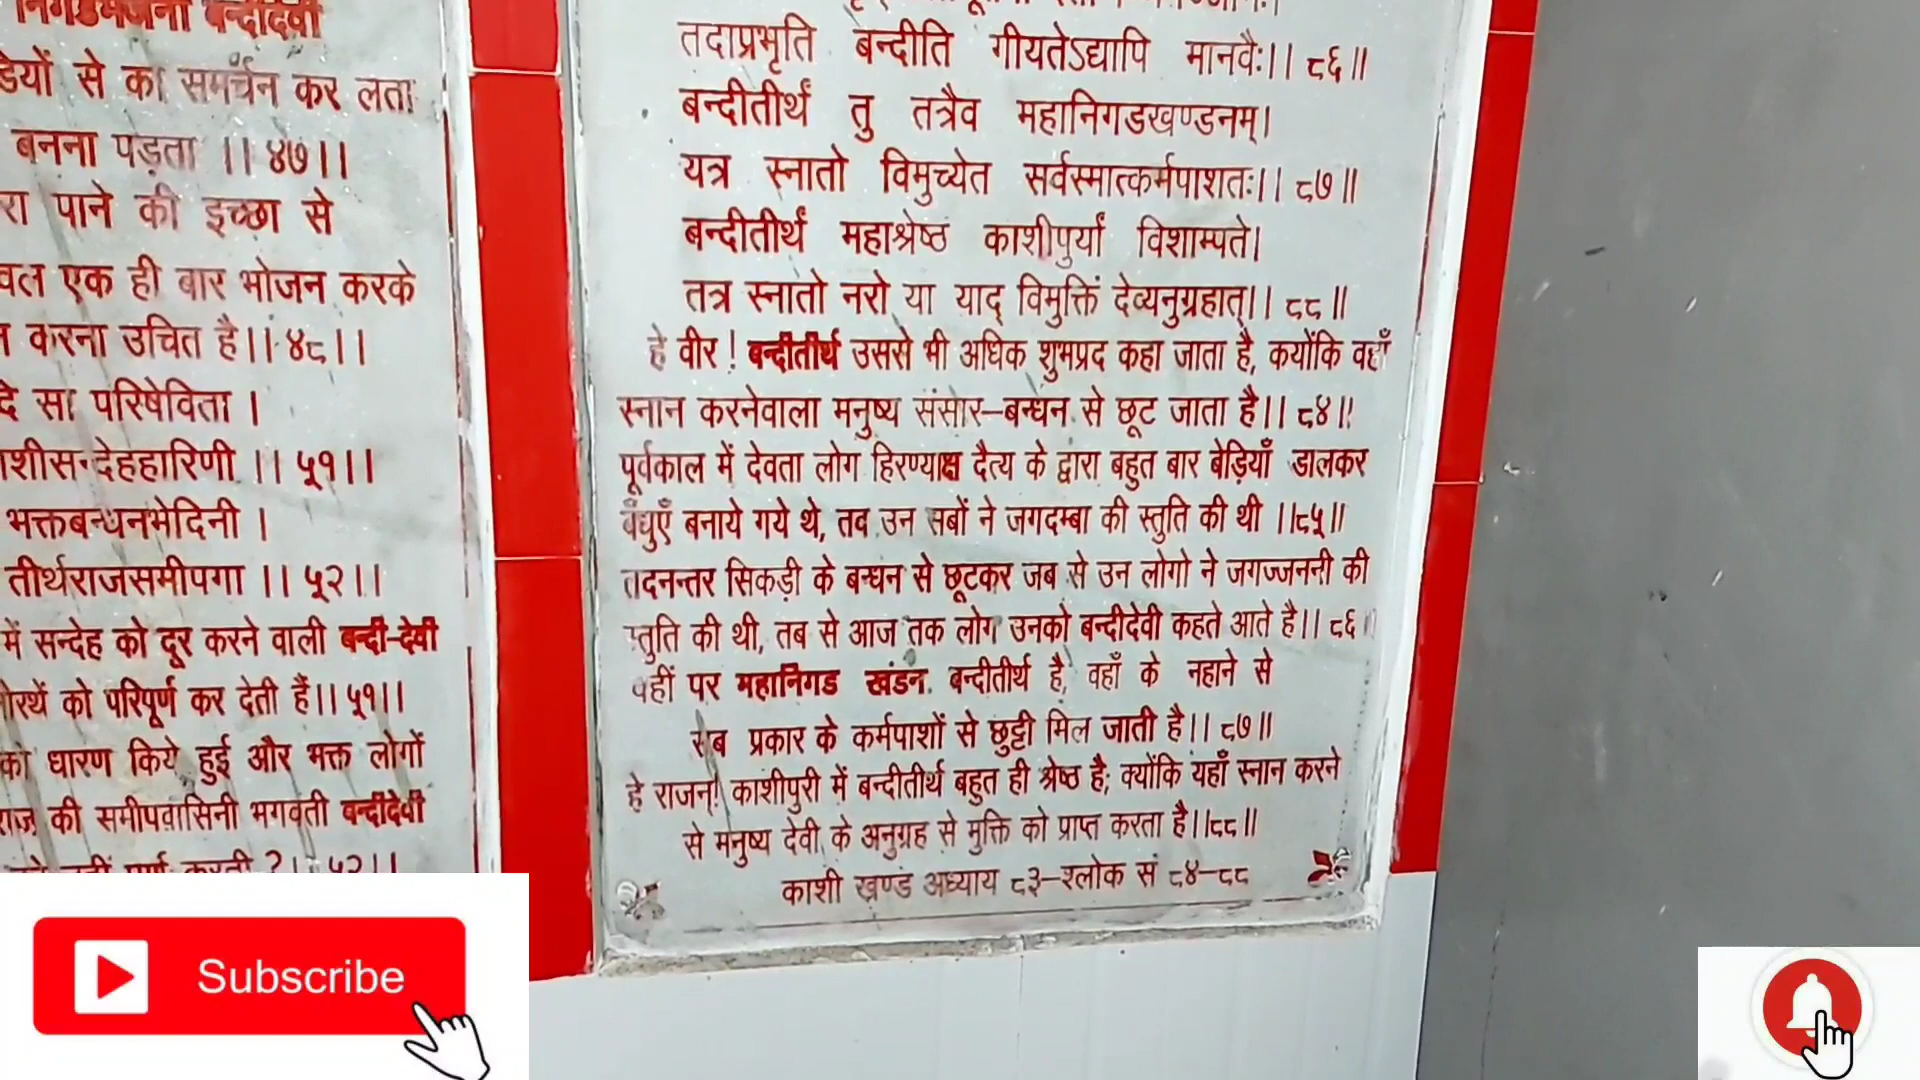 बन्दीदेवी
डियों से का समर्चन कर लता
बनना पड़ता ।।४७।।
रा पाने की इच्छा से
वल एक ही बार भोजन करके
करना उचित है।।४८।।
दे सा परिषेविता ।
ाशीसन्देहहारिणी ।। ५१।।
भक्तबन्धनभेदिनी ।
तीर्थराजसमीपगा ।। ५२।।
में सन्देह को दूर करने वाली बन्दी-देवी
ोरथें को परिपूर्ण कर देती हैं।। ५१।।
को धारण किये हुई और भक्त लोगों
राज की समीपवासिनी भगवती बन्दीदेवी
तदाप्रभृति बन्दीति गीयतेऽद्यापि मानवैः।। ८६॥
बन्दीतीर्थं तु तत्रैव महानिगडखण्डनम्।
यत्र स्नातो विमुच्येत सर्वस्मात्कर्मपाशतः।। ८७॥
बन्दीतीर्थं महाश्रेष्ठ काशीपुर्यां विशाम्पते।
तत्र स्नातो नरो या याद् विमुक्तिं देव्यनुग्रहात्।। ८८॥
हे वीर ! बन्दीतीर्थ उससे भी अधिक शुभप्रद कहा जाता है, कयोंकि वहाँ
स्नान करनेवाला मनुष्य संसार–बन्धन से छूट जाता है।। ८४॥
पूर्वकाल में देवता लोग हिरण्याक्ष दैत्य के द्वारा बहुत बार बेड़ियाँ डालकर
बँधुएँ बनाये गये थे, तव उन सबों ने जगदम्बा की स्तुति की थी ।।८५॥
तदनन्तर सिकड़ी के बन्धन से छूटकर जब से उन लोगो ने जगज्जननी की
स्तुति की थी, तब से आज तक लोग उनको बन्दीदेवी कहते आते है।। ८६॥
वहीं पर महानिगड खंडन बन्दीतीर्थ है, वहाँ के नहाने से
सब प्रकार के कर्मपाशों से छुट्टी मिल जाती है।। ८७॥
हे राजन्! काशीपुरी में बन्दीतीर्थ बहुत ही श्रेष्ठ है; क्योंकि यहाँ स्नान करने
से मनुष्य देवी के अनुग्रह से मुक्ति को प्राप्त करता है।।८८॥
काशी खण्ड अध्याय ८३–श्लोक सं ८४–८८
Subscribe